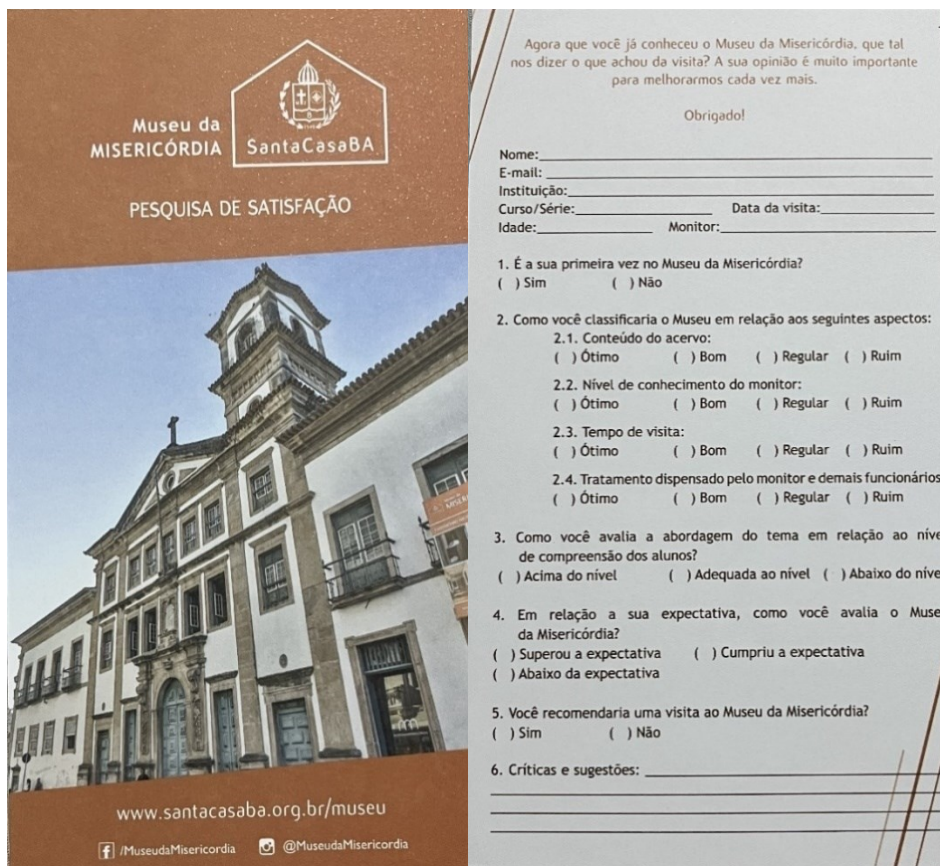 Museu da
MISERICÓRDIA
SantaCasaBA
PESQUISA DE SATISFAÇÃO
www.santacasaba.org.br/museu
/MuseudaMisericordia
@MuseudaMisericordia
Agora que você já conheceu o Museu da Misericórdia, que tal
nos dizer o que achou da visita? A sua opinião é muito importante
para melhorarmos cada vez mais.
Obrigado!
Nome:
E-mail:
Instituição:
Curso/Série: Data da visita:
Idade: Monitor:
1. É a sua primeira vez no Museu da Misericórdia?
( ) Sim ( ) Não
2. Como você classificaria o Museu em relação aos seguintes aspectos:
2.1. Conteúdo do acervo:
( ) Ótimo ( ) Bom ( ) Regular ( ) Ruim
2.2. Nível de conhecimento do monitor:
( ) Ótimo ( ) Bom ( ) Regular ( ) Ruim
2.3. Tempo de visita:
( ) Ótimo ( ) Bom ( ) Regular ( ) Ruim
2.4. Tratamento dispensado pelo monitor e demais funcionários
( ) Ótimo ( ) Bom ( ) Regular ( ) Ruim
3. Como você avalia a abordagem do tema em relação ao níve
de compreensão dos alunos?
( ) Acima do nível ( ) Adequada ao nível ( ) Abaixo do níve
4. Em relação a sua expectativa, como você avalia o Muse
da Misericórdia?
( ) Superou a expectativa ( ) Cumpriu a expectativa
( ) Abaixo da expectativa
5. Você recomendaria uma visita ao Museu da Misericórdia?
( ) Sim ( ) Não
6. Críticas e sugestões: